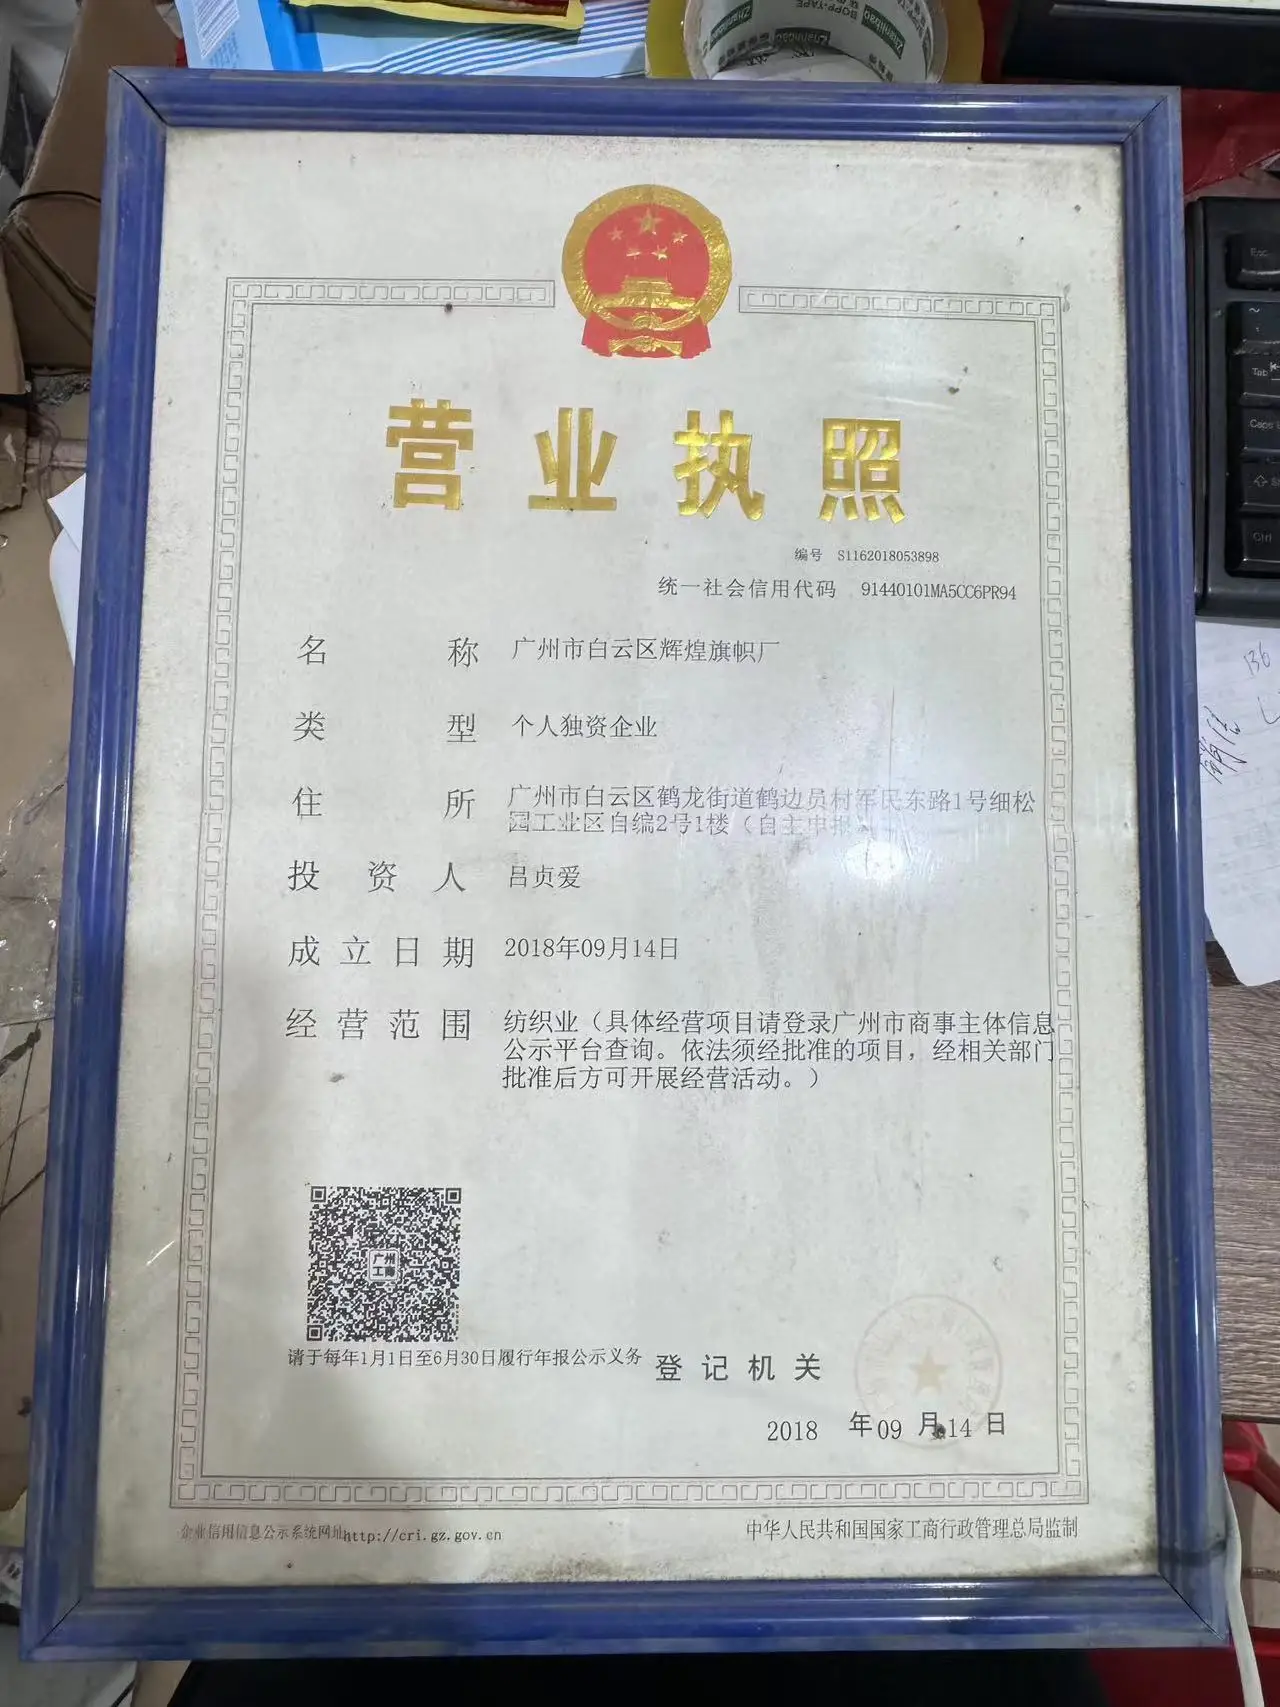 Zhanlibao
BOPP-TAPE
Zhanlibao
营业执照
编号 S1162018053898
统一社会信用代码 91440101MA5CC6PR94
名称 广州市白云区辉煌旗帜厂
类型 个人独资企业
住所 广州市白云区鹤龙街道鹤边员村军民东路1号细松
园工业区自编2号1楼（自主申报）
投资人 吕贞爱
成立日期 2018年09月14日
经营范围 纺织业（具体经营项目请登录广州市商事主体信息
公示平台查询。依法须经批准的项目，经相关部门
批准后方可开展经营活动。）
广州
工商
请于每年1月1日至6月30日履行年报公示义务
登记机关
2018 年 09 月 14 日
企业信用信息公示系统网址http://cri.gz.gov.cn
中华人民共和国国家工商行政管理总局监制
Esc
Tab
Caps
Ctrl
136